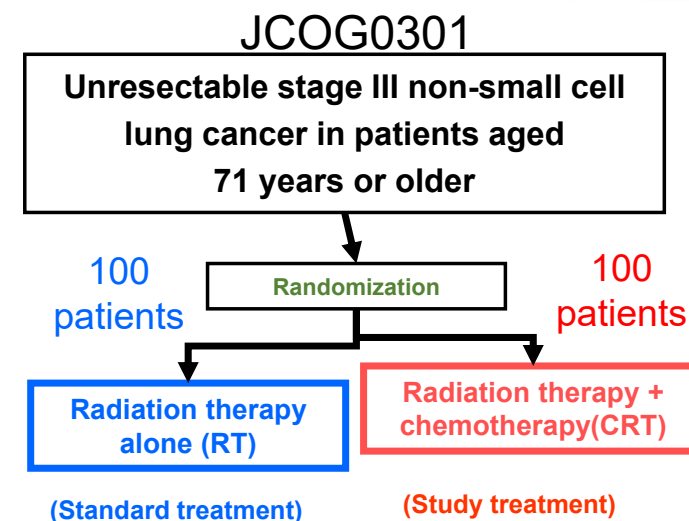 JCOG0301
Unresectable stage III non-small cell
lung cancer in patients aged
71 years or older
100
patients
Randomization
100
patients
Radiation therapy
alone (RT)
Radiation therapy +
chemotherapy(CRT)
(Standard treatment)
(Study treatment)